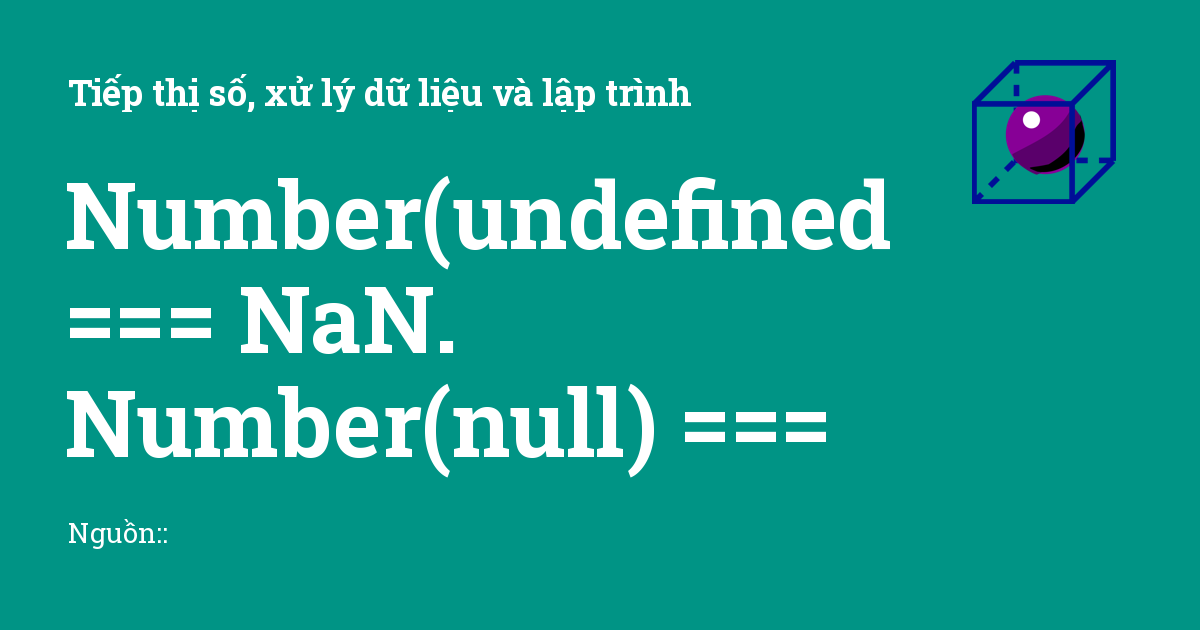 Tiếp thị số, xử lý dữ liệu và lập trình
Number(undefined
=== NaN.
Number(null) ===
Nguồn::